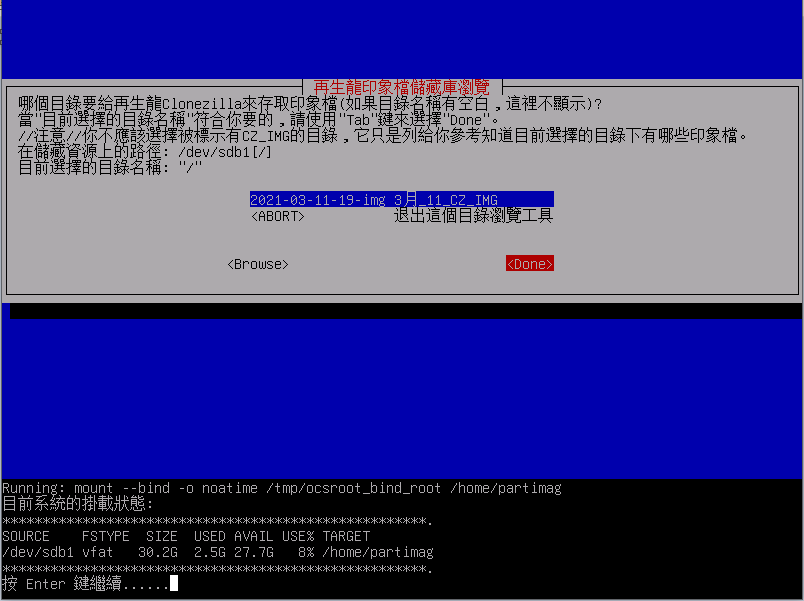 再生龍印象檔儲藏庫瀏覽
哪個目錄要給再生龍Clonezilla來存取印象檔(如果目錄名稱有空白，這裡不顯示)?
當"目前選擇的目錄名稱"符合你要的，請使用"Tab"鍵來選擇"Done"。
//注意//你不應該選擇被標示有CZ_IMG的目錄，它只是列給你參考知道目前選擇的目錄下有哪些印象檔。
在儲藏資源上的路徑: /dev/sdb1[/]
目前選擇的目錄名稱: "/"
2021-03-11-19-img 3月_11_CZ_IMG
<ABORT> 退出這個目錄瀏覽工具
<Browse> <Done>
Running: mount --bind -o noatime /tmp/ocsroot_bind_root /home/partimag
目前系統的掛載狀態:
*****************************************************.
SOURCE FSTYPE SIZE USED AVAIL USE% TARGET
/dev/sdb1 vfat 30.2G 2.5G 27.7G 8% /home/partimag
*****************************************************.
按 Enter 鍵繼續......